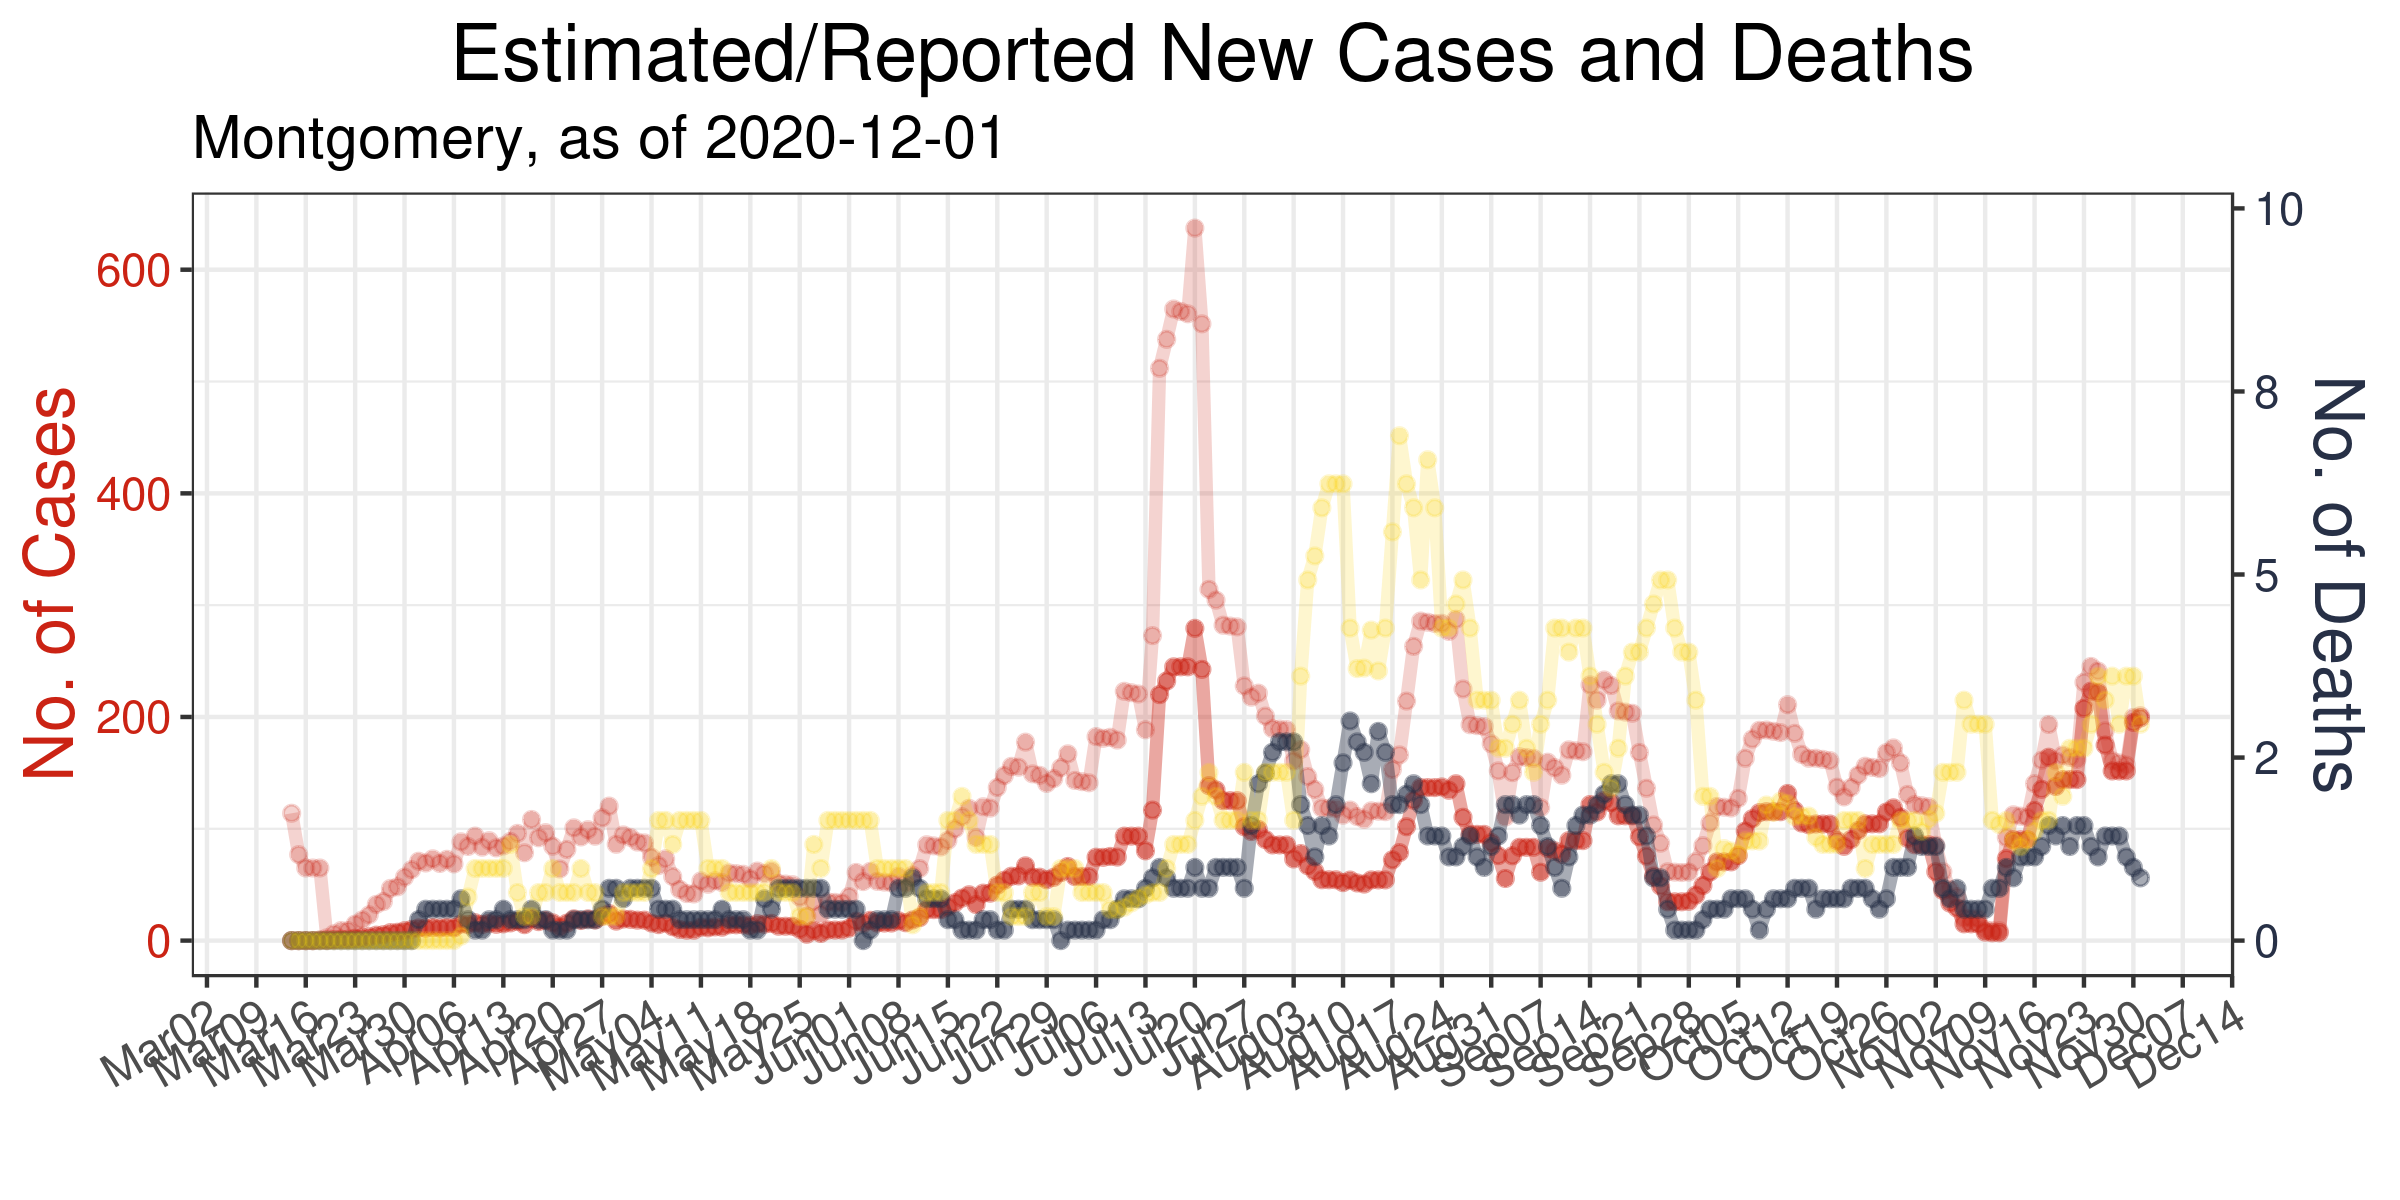 Estimated/Reported New Cases and Deaths
Montgomery, as of 2020-12-01
No. of Cases
600
400
200
0
10
8
5
2
0
No. of Deaths
Mar02
Mar09
Mar16
Mar23
Mar30
Apr06
Apr13
Apr20
Apr27
May04
May11
May18
May25
Jun01
Jun08
Jun15
Jun22
Jun29
Jul06
Jul13
Jul20
Jul27
Aug03
Aug10
Aug17
Aug24
Aug31
Sep07
Sep14
Sep21
Sep28
Oct05
Oct12
Oct19
Oct26
Nov02
Nov09
Nov16
Nov23
Nov30
Dec07
Dec14